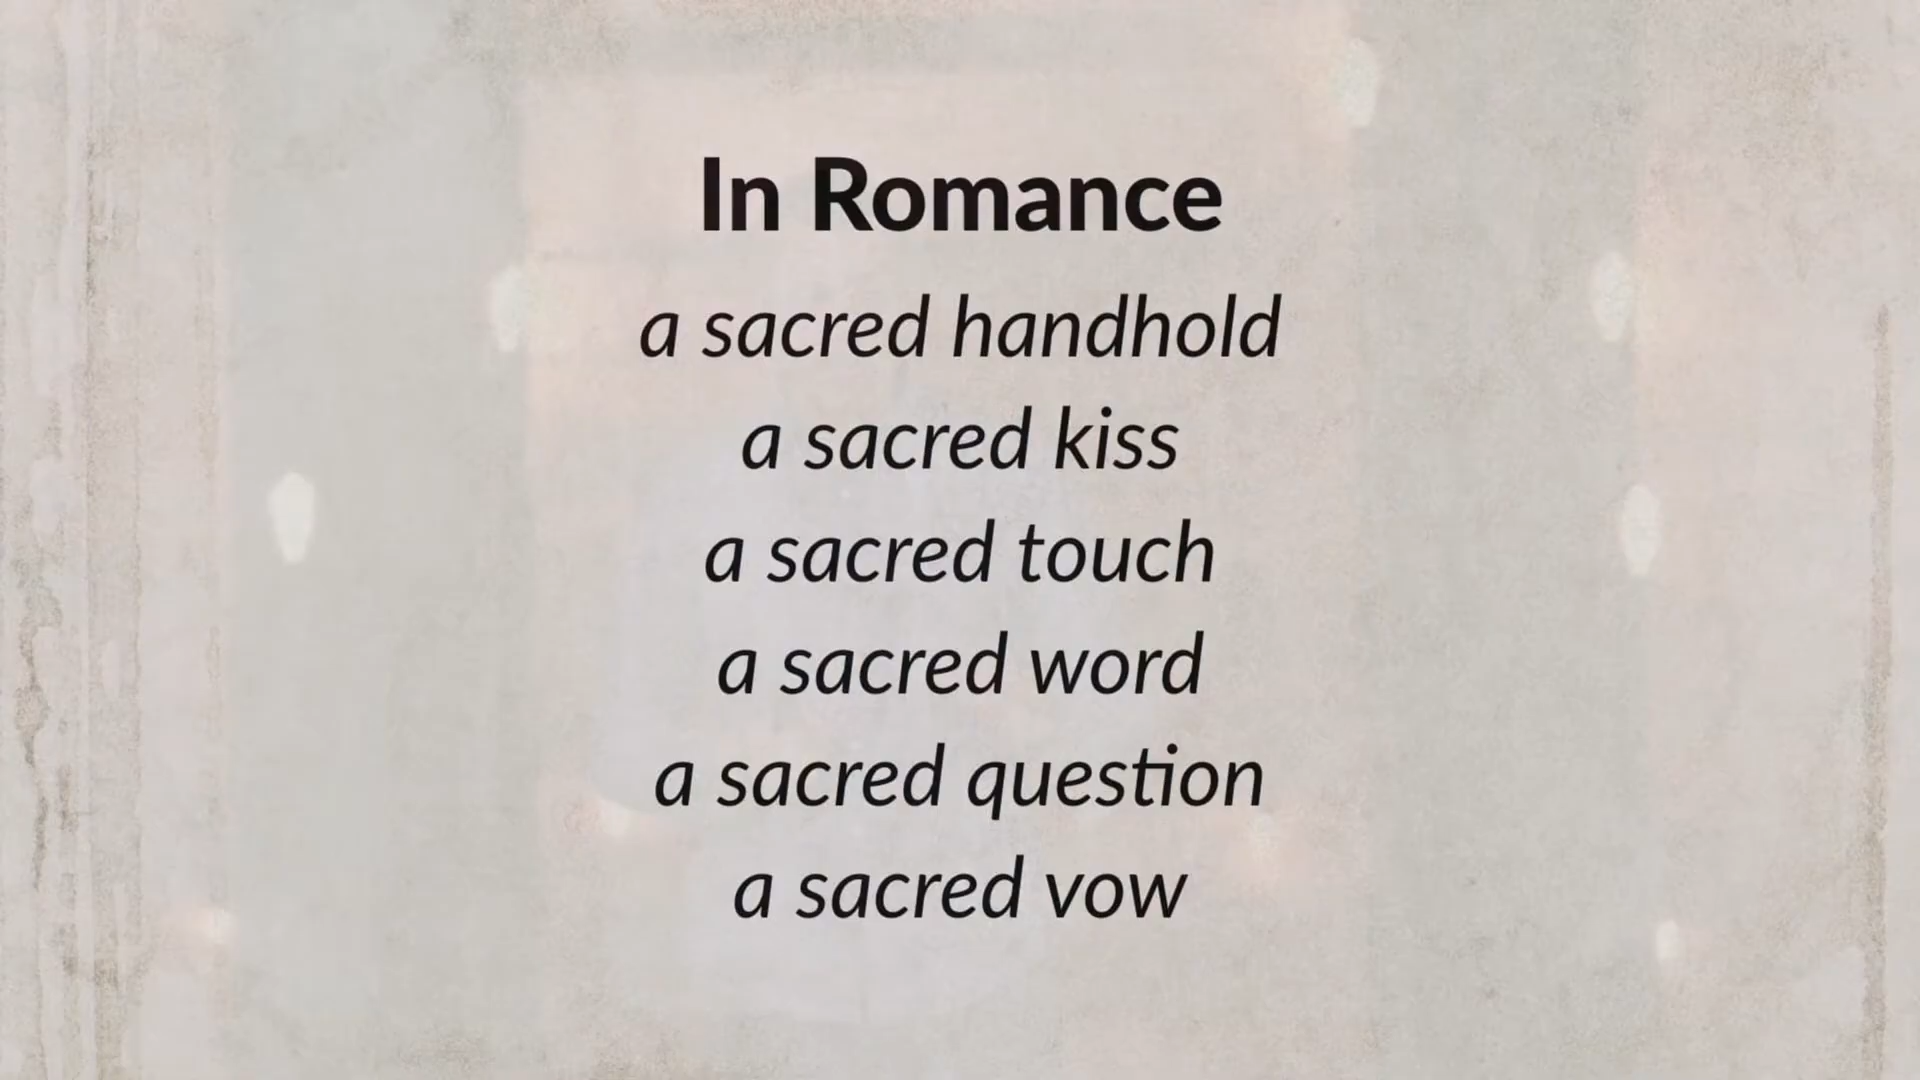 In Romance
a sacred handhold
a sacred kiss
a sacred touch
a sacred word
a sacred question
a sacred vow